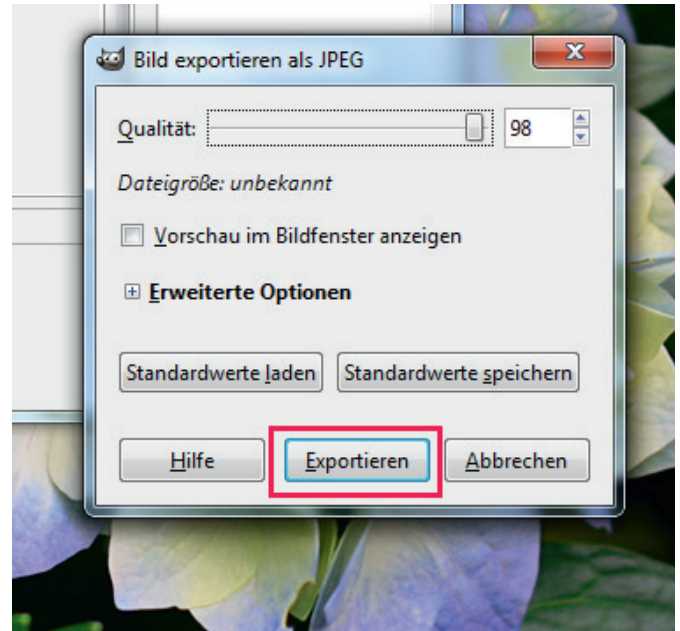 Bild exportieren als JPEG
Qualität: 98
Dateigröße: unbekannt
Vorschau im Bildfenster anzeigen
Erweiterte Optionen
Standardwerte laden Standardwerte speichern
Hilfe Exportieren Abbrechen